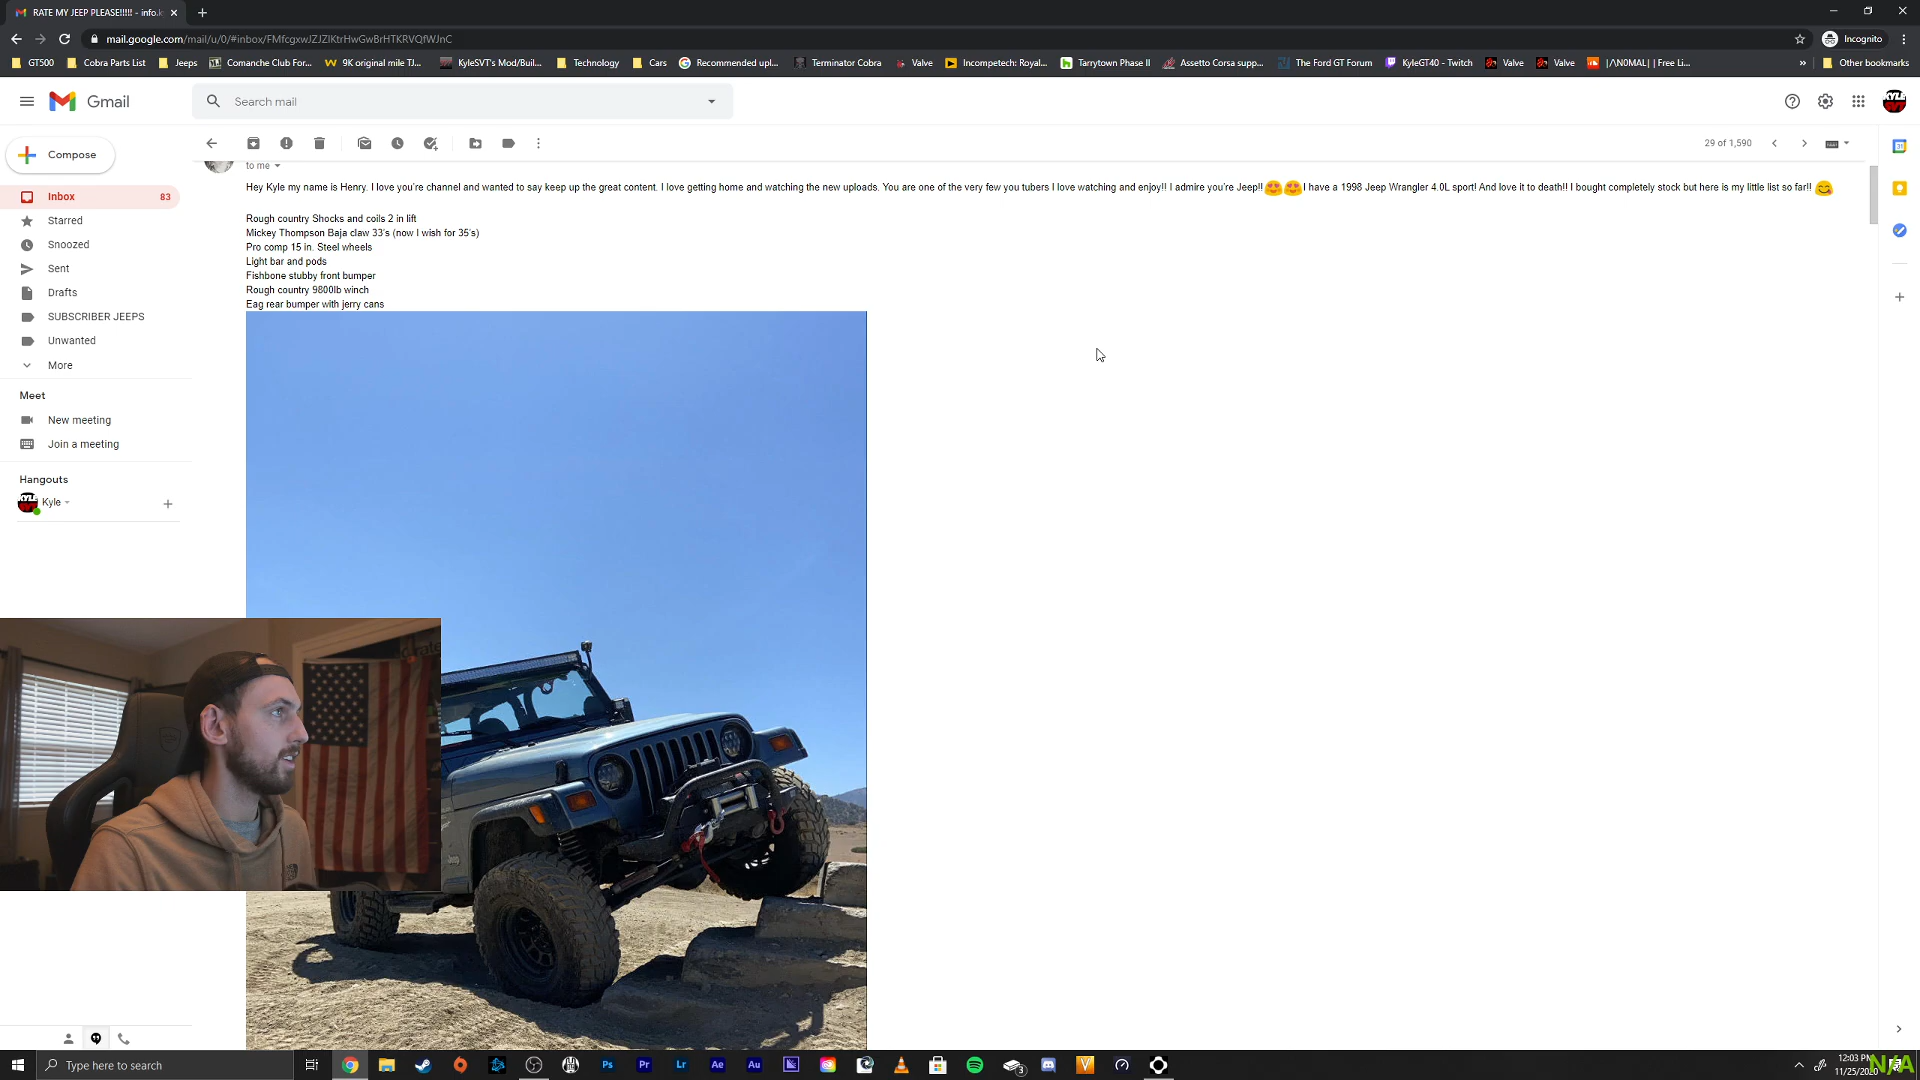 RATE MY JEEP PLEASE!!!!! - info.k
mail.google.com/mail/u/0/#inbox/FMfcgxwJZJZlKtrHwGwBrHTKRVQfWJnC
Incognito
GT500
Cobra Parts List
Jeeps
Comanche Club For...
9K original mile TJ...
KyleSVT's Mod/Buil...
Technology
Cars
Recommended upl...
Terminator Cobra
Valve
Incompetech: Royal...
Tarrytown Phase II
Assetto Corsa supp...
The Ford GT Forum
KyleGT40 - Twitch
Valve
Valve
|/\N0MAL| | Free Li...
»
Other bookmarks
Gmail
Search mail
Compose
29 of 1,590
to me
Hey Kyle my name is Henry. I love you're channel and wanted to say keep up the great content. I love getting home and watching the new uploads. You are one of the very few you tubers I love watching and enjoy!! I admire you're Jeep!!😍😍I have a 1998 Jeep Wrangler 4.0L sport! And love it to death!! I bought completely stock but here is my little list so far!! 😋
Rough country Shocks and coils 2 in lift
Mickey Thompson Baja claw 33's (now I wish for 35's)
Pro comp 15 in. Steel wheels
Light bar and pods
Fishbone stubby front bumper
Rough country 9800lb winch
Eag rear bumper with jerry cans
Inbox 83
Starred
Snoozed
Sent
Drafts
SUBSCRIBER JEEPS
Unwanted
More
Meet
New meeting
Join a meeting
Hangouts
Kyle
Type here to search
12:03 PM
N/A